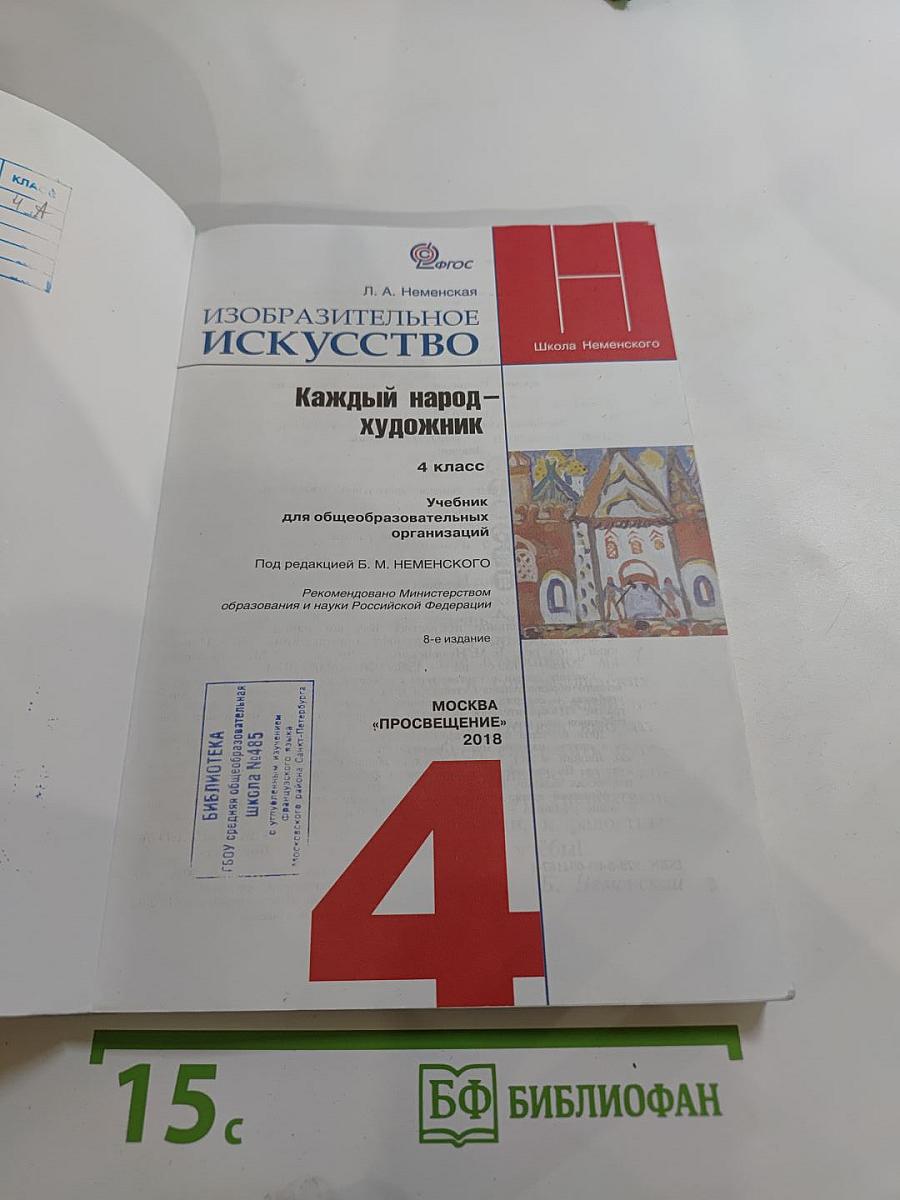 КЛАСС
4 А
ФГОС
Л. А. Неменская
ИЗОБРАЗИТЕЛЬНОЕ
ИСКУССТВО
Н
Школа Неменского
Каждый народ–
художник
4 класс
Учебник
для общеобразовательных
организаций
Под редакцией Б. М. НЕМЕНСКОГО
Рекомендовано Министерством
образования и науки Российской Федерации
8-е издание
МОСКВА
«ПРОСВЕЩЕНИЕ»
2018
БИБЛИОТЕКА
ГБОУ средняя общеобразовательная
школа №485
с углубленным изучением
французского языка
Московского района Санкт-Петербурга
4
15 с
БФ БИБЛИОФАН